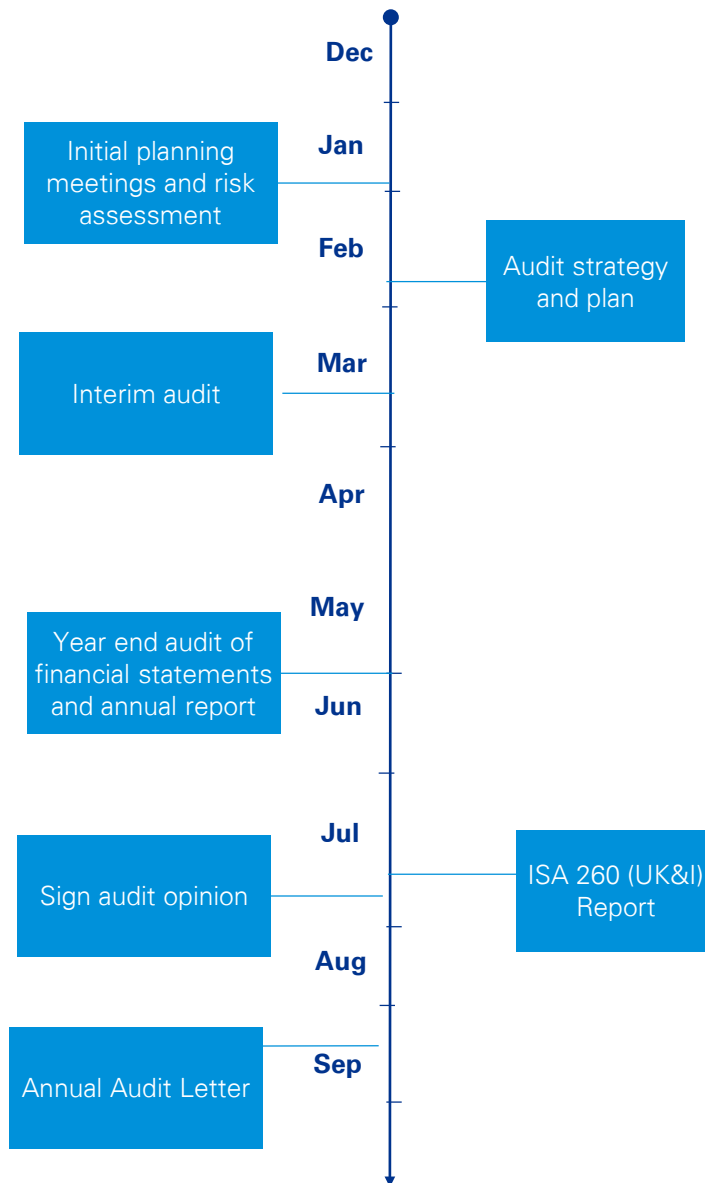 Dec
Jan
Initial planning
meetings and risk
assessment
Feb
Audit strategy
and plan
Mar
Interim audit
Apr
May
Year end audit of
financial statements
and annual report
Jun
Jul
ISA 260 (UK&I)
Report
Sign audit opinion
Aug
Sep
Annual Audit Letter